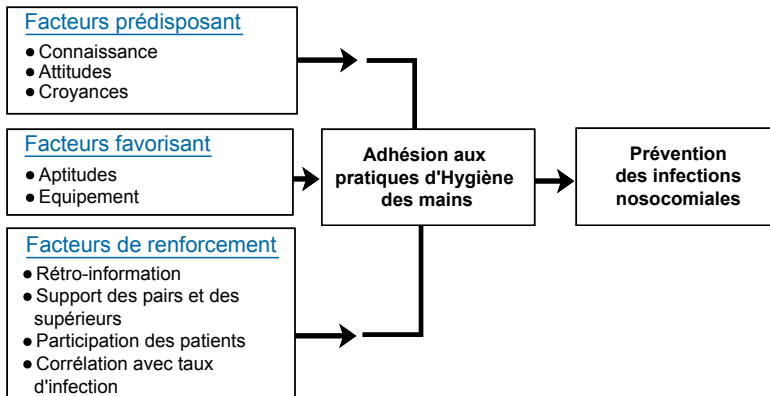 Facteurs prédisposant
● Connaissance
● Attitudes
● Croyances
Facteurs favorisant
● Aptitudes
● Equipement
Facteurs de renforcement
● Rétro-information
● Support des pairs et des
supérieurs
● Participation des patients
● Corrélation avec taux
d'infection
Adhésion aux
pratiques d'Hygiène
des mains
Prévention
des infections
nosocomiales